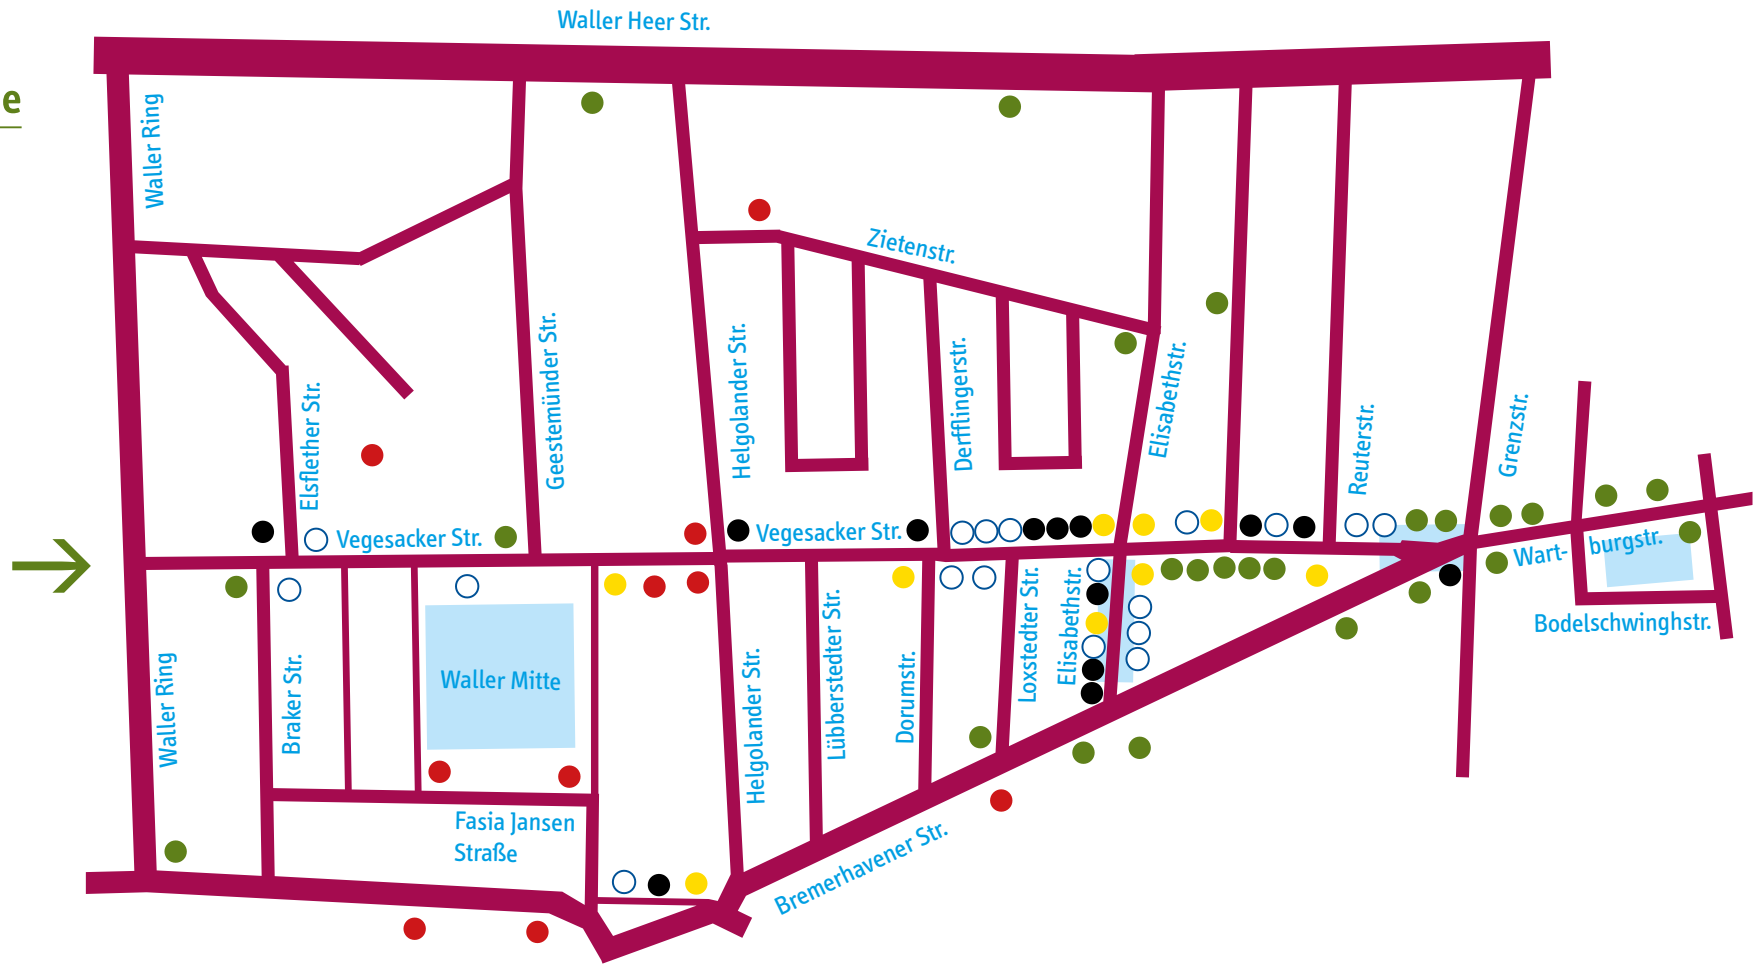 Waller Heer Str.
e
Waller Ring
Zietenstr.
Elsflether Str.
Geestemünder Str.
Helgolander Str.
Derfflingerstr.
Elisabethstr.
Reuterstr.
Grenzstr.
Vegesacker Str.
Vegesacker Str.
Wart-
burgstr.
Bodelschwinghstr.
Waller Ring
Braker Str.
Waller Mitte
Helgolander Str.
Lübberstedter Str.
Dorumstr.
Loxstedter Str.
Elisabethstr.
Fasia Jansen
Straße
Bremerhavener Str.